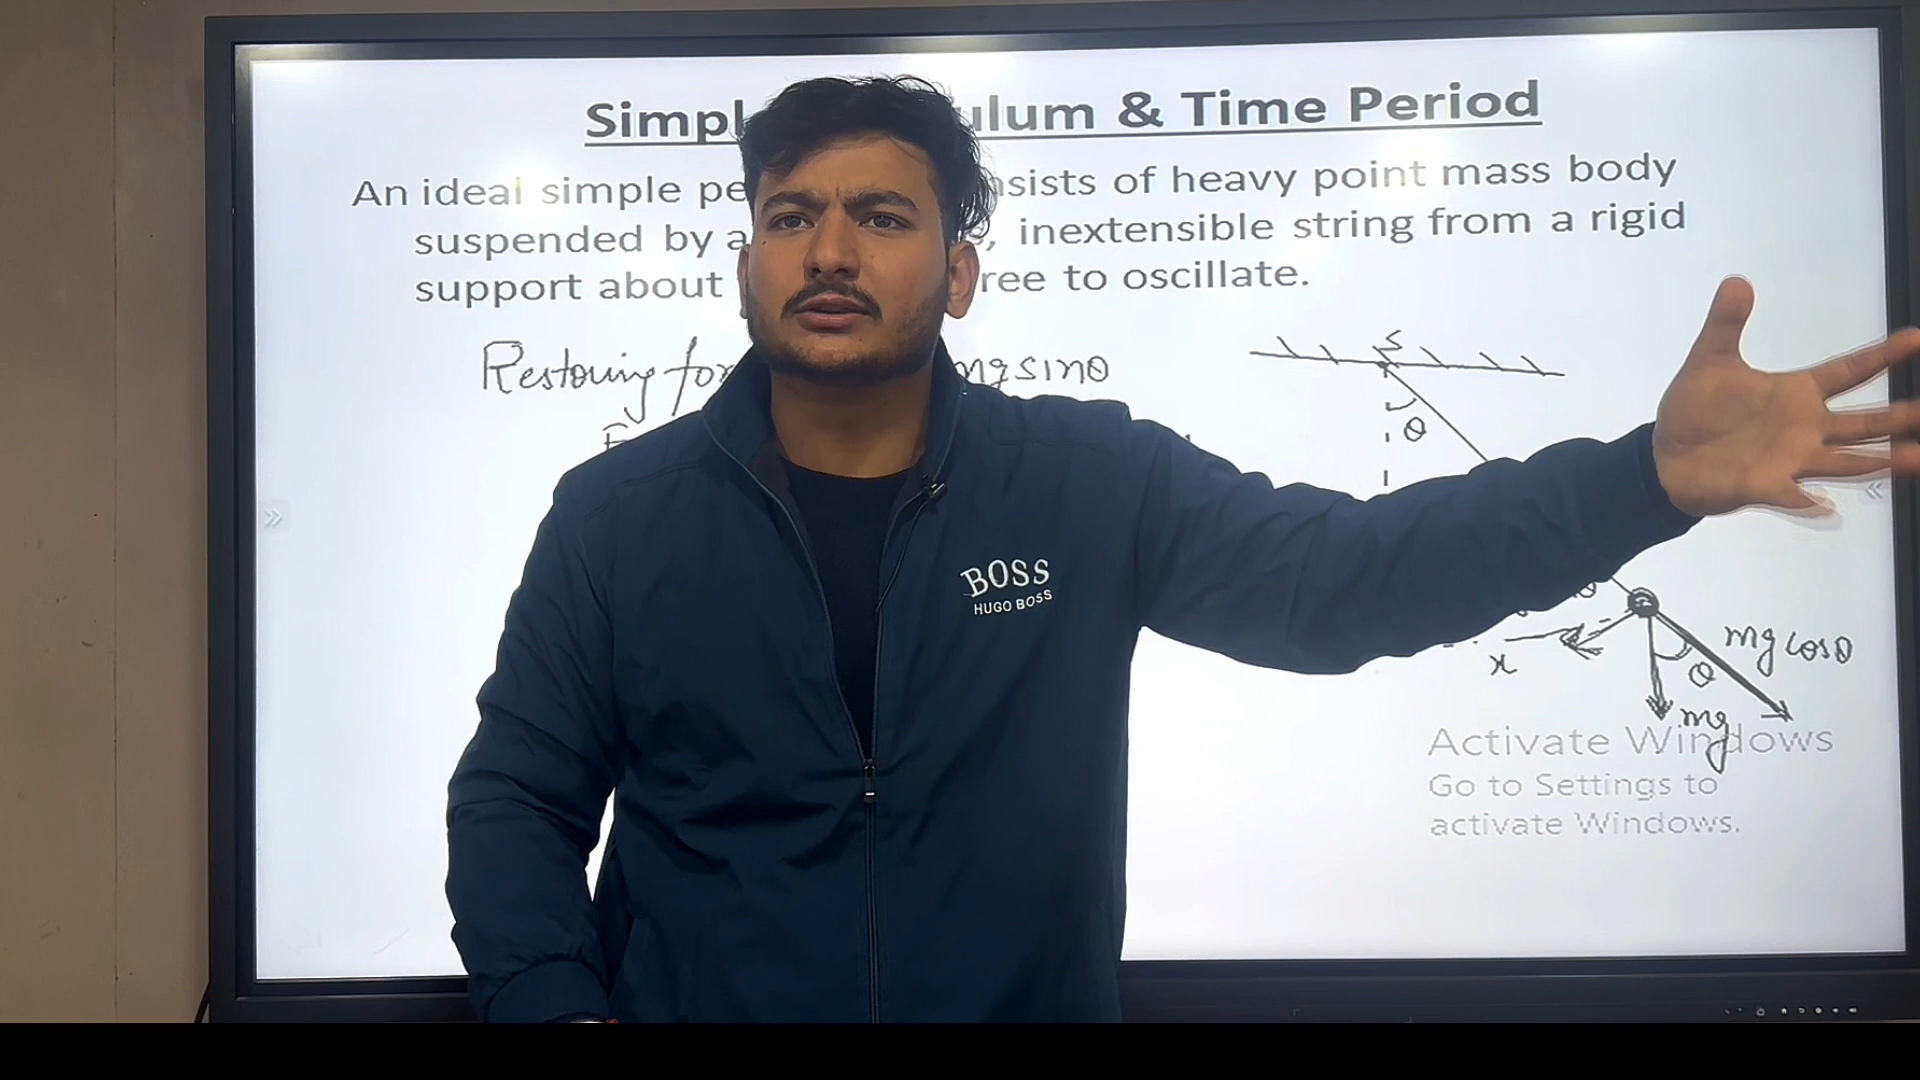 Simpl ulum & Time Period
An ideal simple pe nsists of heavy point mass body
suspended by a , inextensible string from a rigid
support about ree to oscillate.
Restoring for mg sinθ
S
θ
BOSS
HUGO BOSS
x
mg cosθ
θ
mg
Activate Windows
Go to Settings to
activate Windows.